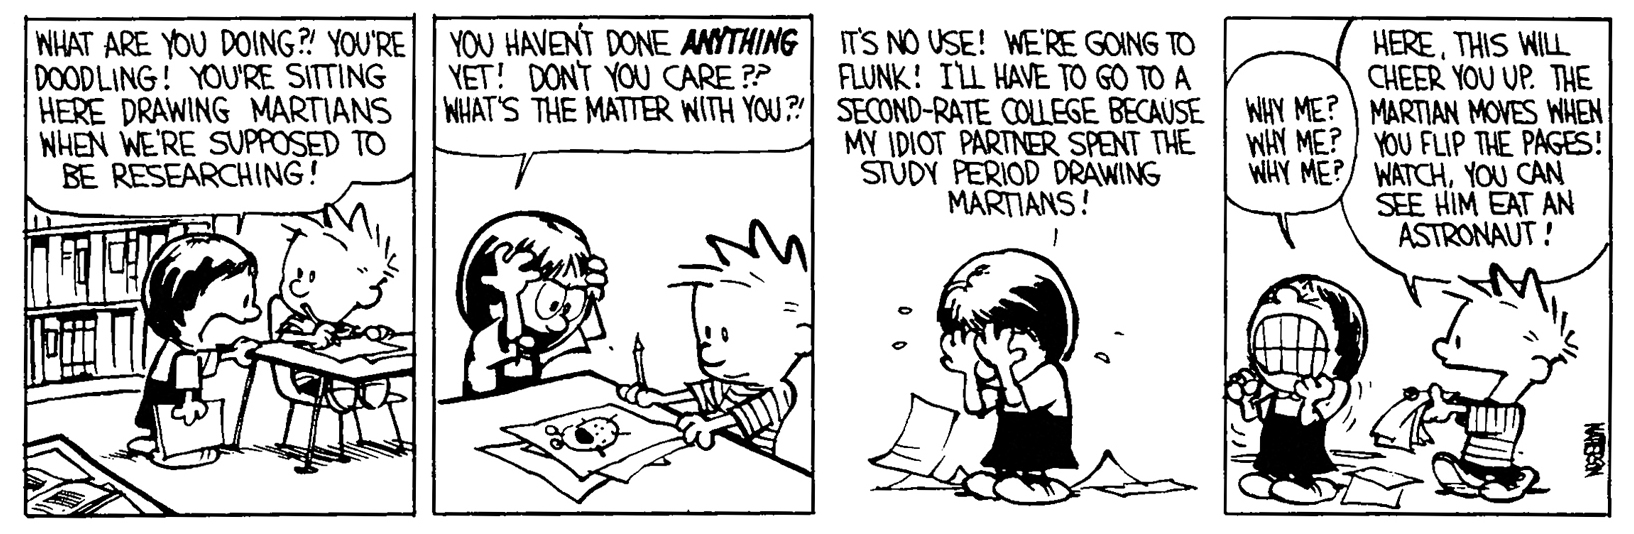 WHAT ARE YOU DOING?! YOU'RE
DOODLING! YOU'RE SITTING
HERE DRAWING MARTIANS
WHEN WE'RE SUPPOSED TO
BE RESEARCHING!
YOU HAVEN'T DONE ANYTHING
YET! DON'T YOU CARE??
WHAT'S THE MATTER WITH YOU?!
IT'S NO USE! WE'RE GOING TO
FLUNK! I'LL HAVE TO GO TO A
SECOND-RATE COLLEGE BECAUSE
MY IDIOT PARTNER SPENT THE
STUDY PERIOD DRAWING
MARTIANS!
WHY ME?
WHY ME?
WHY ME?
HERE, THIS WILL
CHEER YOU UP. THE
MARTIAN MOVES WHEN
YOU FLIP THE PAGES!
WATCH, YOU CAN
SEE HIM EAT AN
ASTRONAUT!
WATTERSON